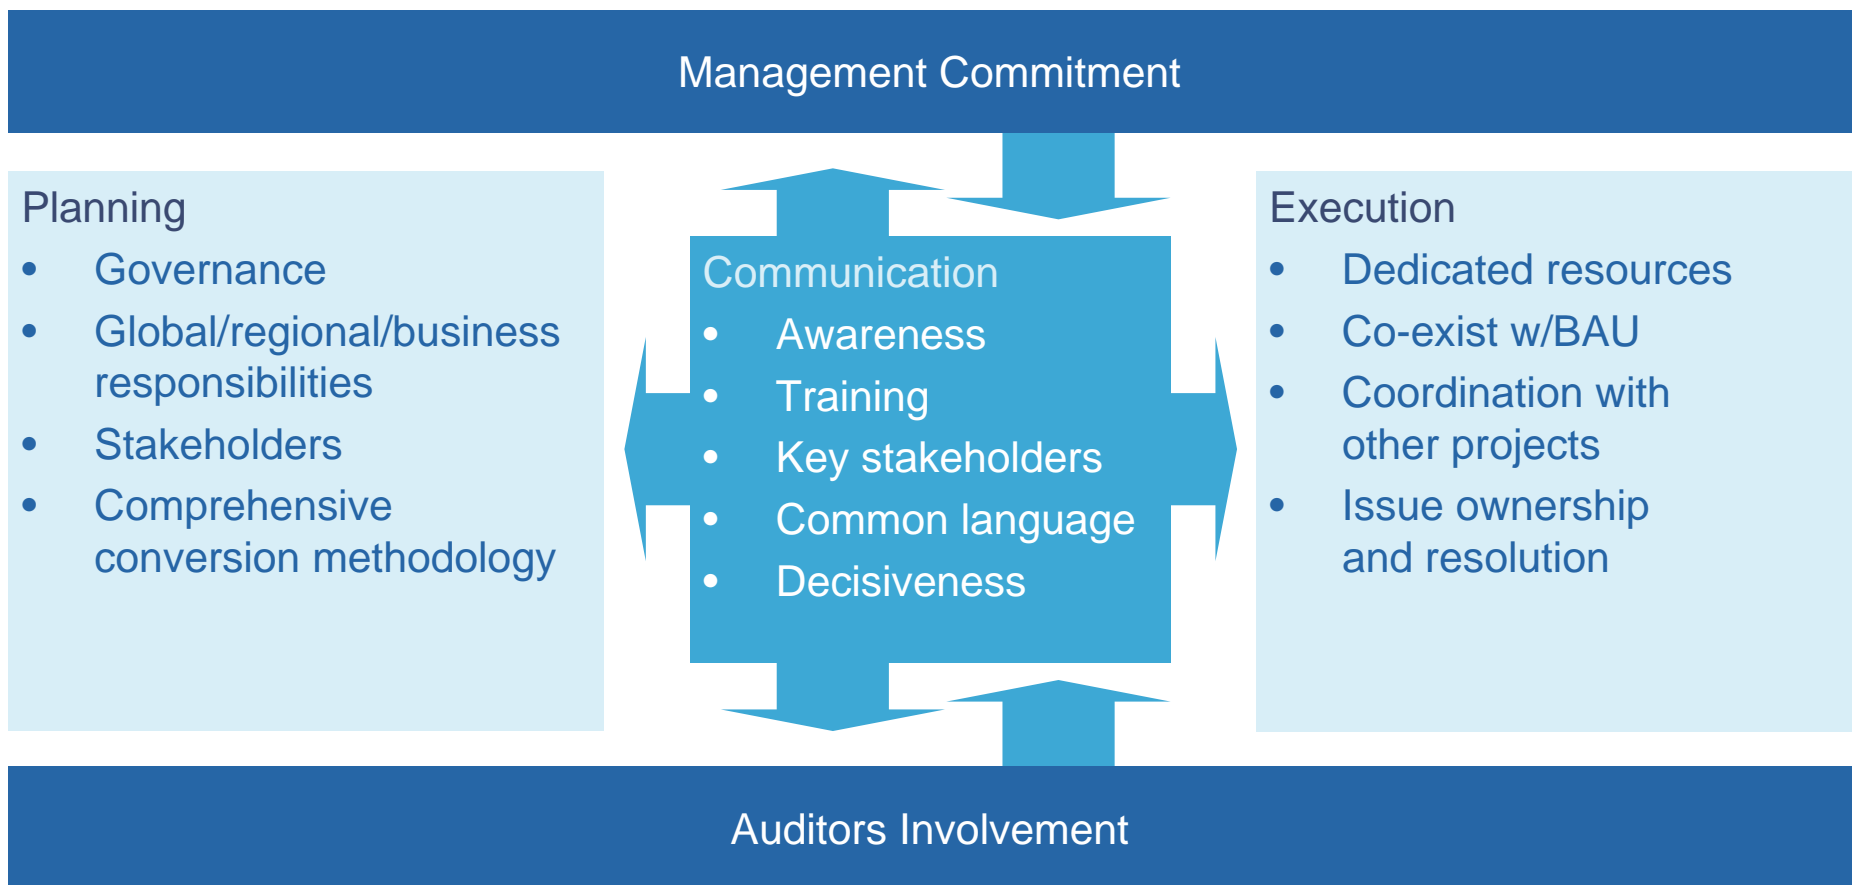 Management Commitment
Planning
• Governance
• Global/regional/business
responsibilities
• Stakeholders
• Comprehensive
conversion methodology
Communication
• Awareness
• Training
• Key stakeholders
• Common language
• Decisiveness
Execution
• Dedicated resources
• Co-exist w/BAU
• Coordination with
other projects
• Issue ownership
and resolution
Auditors Involvement